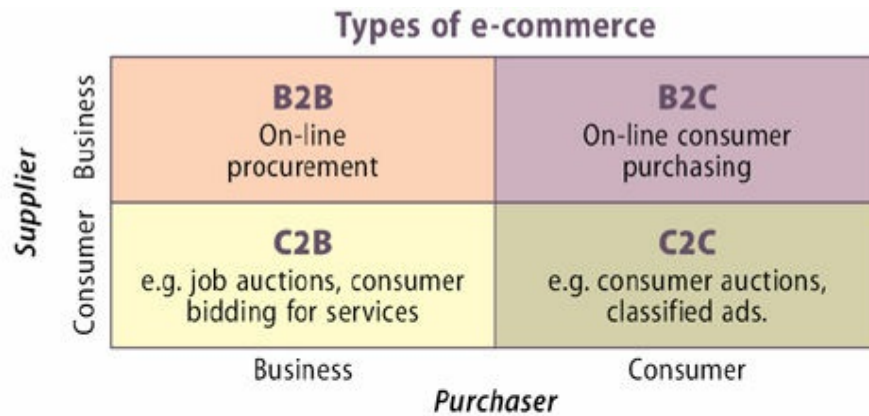 Types of e-commerce
Supplier
Business
B2B
On-line
procurement
B2C
On-line consumer
purchasing
Consumer
C2B
e.g. job auctions, consumer
bidding for services
C2C
e.g. consumer auctions,
classified ads.
Business
Consumer
Purchaser